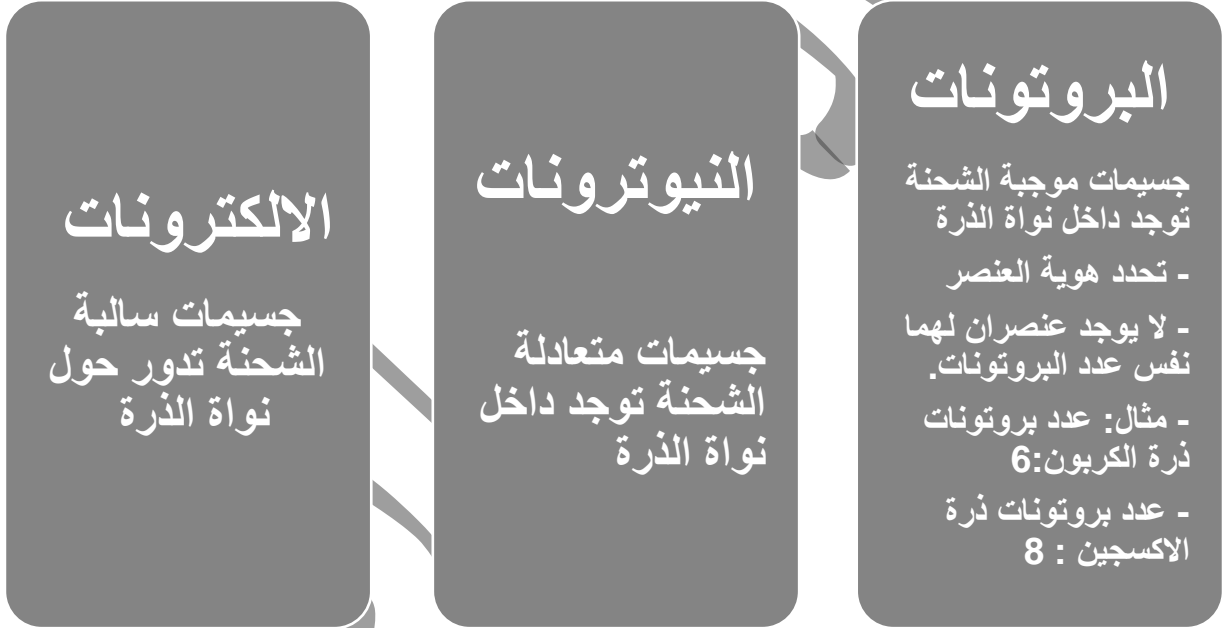 البروتونات
جسيمات موجبة الشحنة
توجد داخل نواة الذرة
- تحدد هوية العنصر
- لا يوجد عنصران لهما
نفس عدد البروتونات.
- مثال: عدد بروتونات
ذرة الكربون:6
- عدد بروتونات ذرة
الاكسجين : 8
النيوترونات
جسيمات متعادلة
الشحنة توجد داخل
نواة الذرة
الالكترونات
جسيمات سالبة
الشحنة تدور حول
نواة الذرة